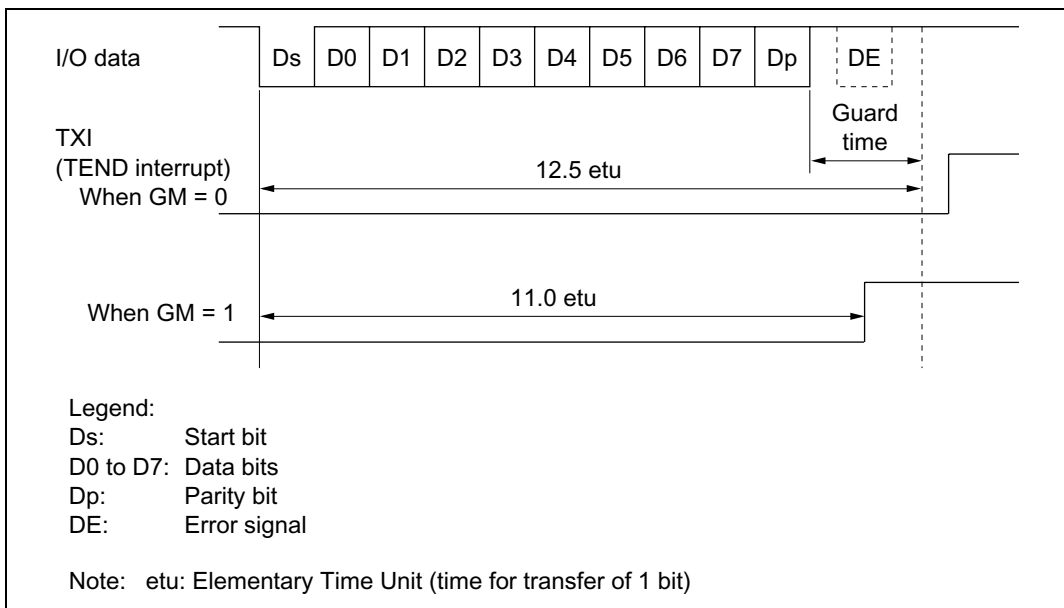 I/O data
Ds D0 D1 D2 D3 D4 D5 D6 D7 Dp DE
Guard
time
TXI
(TEND interrupt)
When GM = 0
12.5 etu
When GM = 1
11.0 etu
Legend:
Ds: Start bit
D0 to D7: Data bits
Dp: Parity bit
DE: Error signal
Note: etu: Elementary Time Unit (time for transfer of 1 bit)